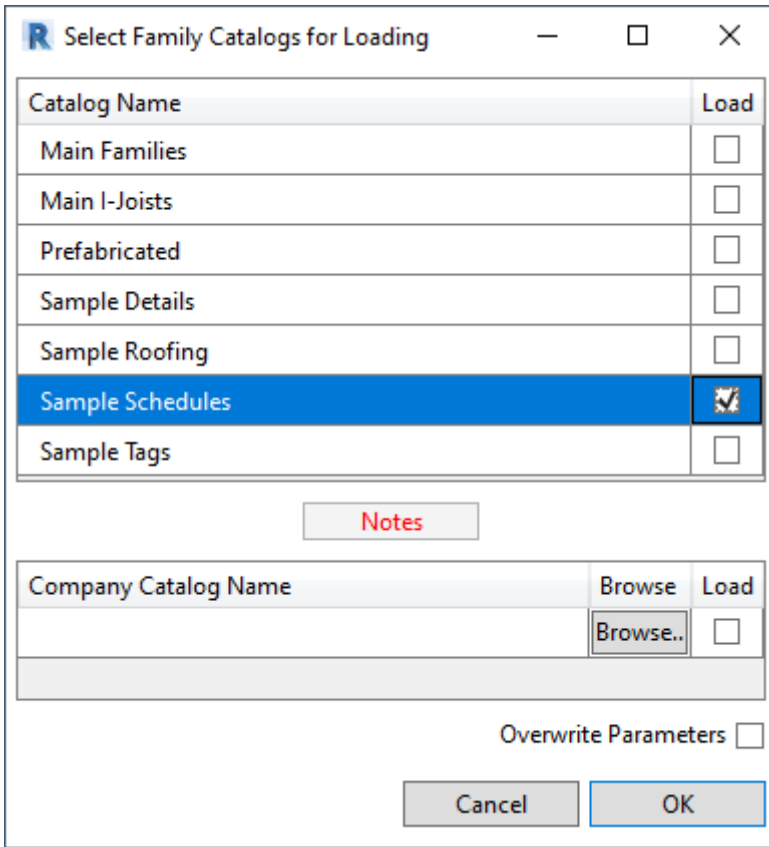 Select Family Catalogs for Loading
Catalog Name Load
Main Families
Main I-Joists
Prefabricated
Sample Details
Sample Roofing
Sample Schedules
Sample Tags
Notes
Company Catalog Name Browse Load
Browse..
Overwrite Parameters
Cancel OK